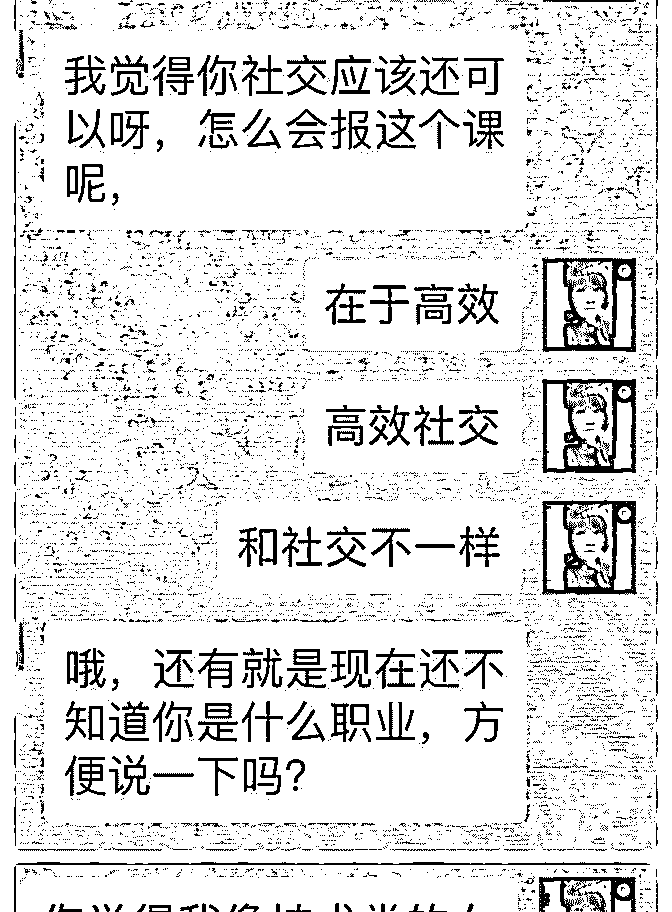 我觉得你社交应该还可
以呀，怎么会报这个课
呢，
在于高效
高效社交
和社交不一样
哦，还有就是现在还不
知道你是什么职业，方
便说一下吗？